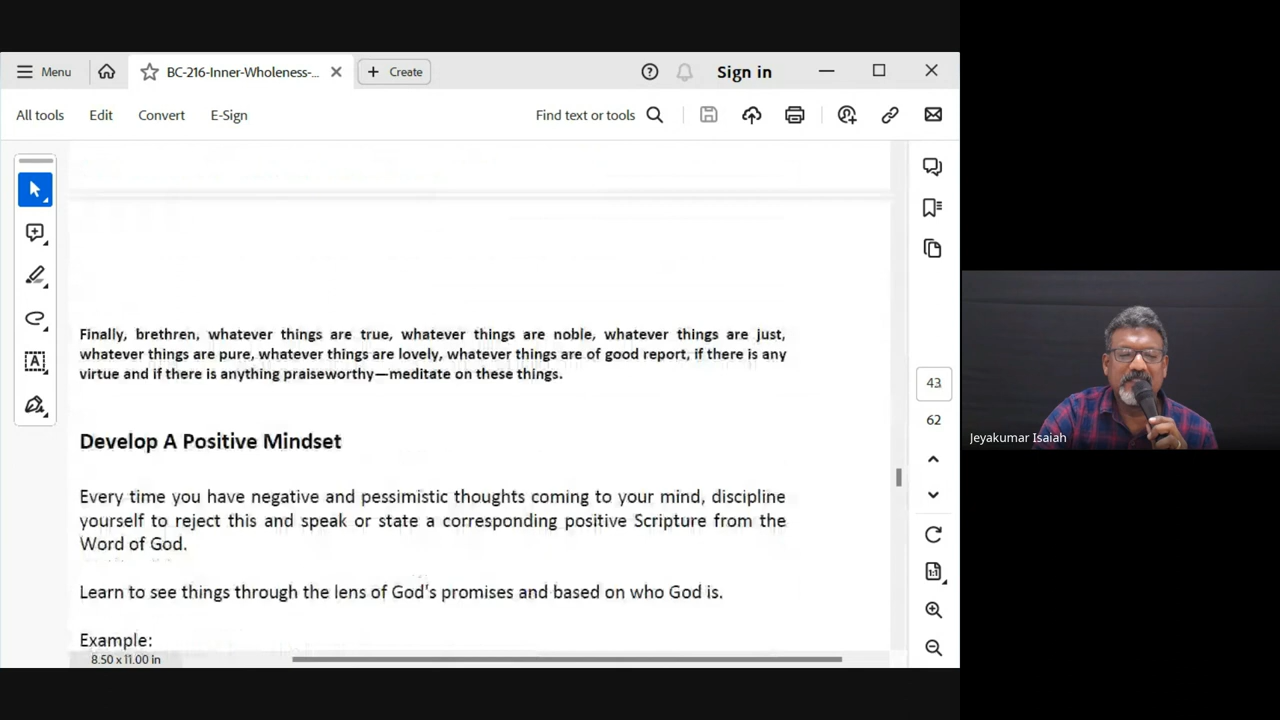 Menu
BC-216-Inner-Wholeness-...
Create
Sign in
All tools
Edit
Convert
E-Sign
Find text or tools
Finally, brethren, whatever things are true, whatever things are noble, whatever things are just,
whatever things are pure, whatever things are lovely, whatever things are of good report, if there is any
virtue and if there is anything praiseworthy—meditate on these things.
Develop A Positive Mindset
Every time you have negative and pessimistic thoughts coming to your mind, discipline
yourself to reject this and speak or state a corresponding positive Scripture from the
Word of God.
Learn to see things through the lens of God's promises and based on who God is.
Example:
8.50 x 11.00 in
43
62
1:1
Jeyakumar Isaiah